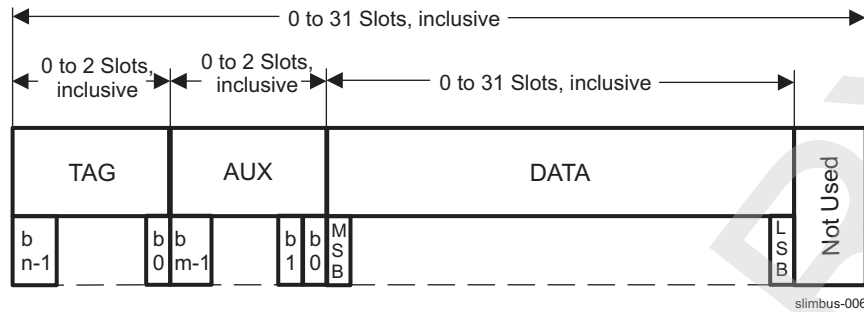 0 to 31 Slots, inclusive
0 to 2 Slots,
inclusive
0 to 2 Slots,
inclusive
0 to 31 Slots, inclusive
TAG
AUX
DATA
Not Used
b
n-1
b
0
b
m-1
b
1
b
0
M
S
B
L
S
B
slimbus-006